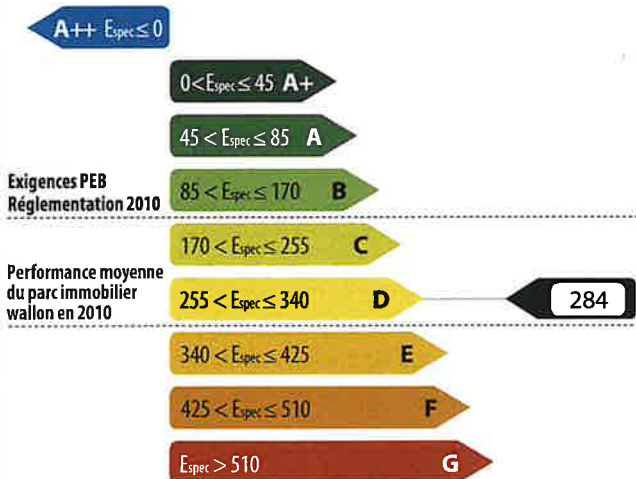 A++ Espec ≤ 0
0 < Espec ≤ 45 A+
45 < Espec ≤ 85 A
Exigences PEB
Réglementation 2010
85 < Espec ≤ 170 B
170 < Espec ≤ 255 C
Performance moyenne
du parc immobilier
wallon en 2010
255 < Espec ≤ 340 D
284
340 < Espec ≤ 425 E
425 < Espec ≤ 510 F
Espec > 510 G